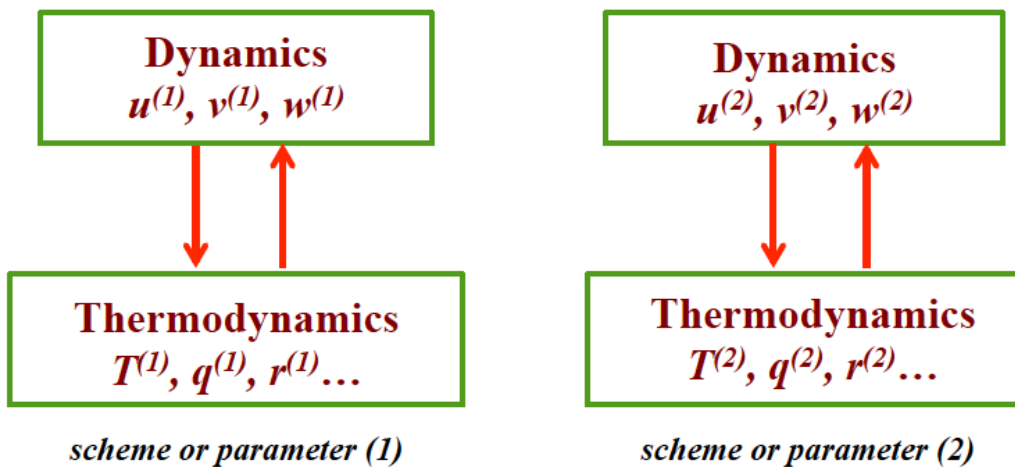 Dynamics
u(1), v(1), w(1)
Thermodynamics
T(1), q(1), r(1)...
scheme or parameter (1)
Dynamics
u(2), v(2), w(2)
Thermodynamics
T(2), q(2), r(2)...
scheme or parameter (2)